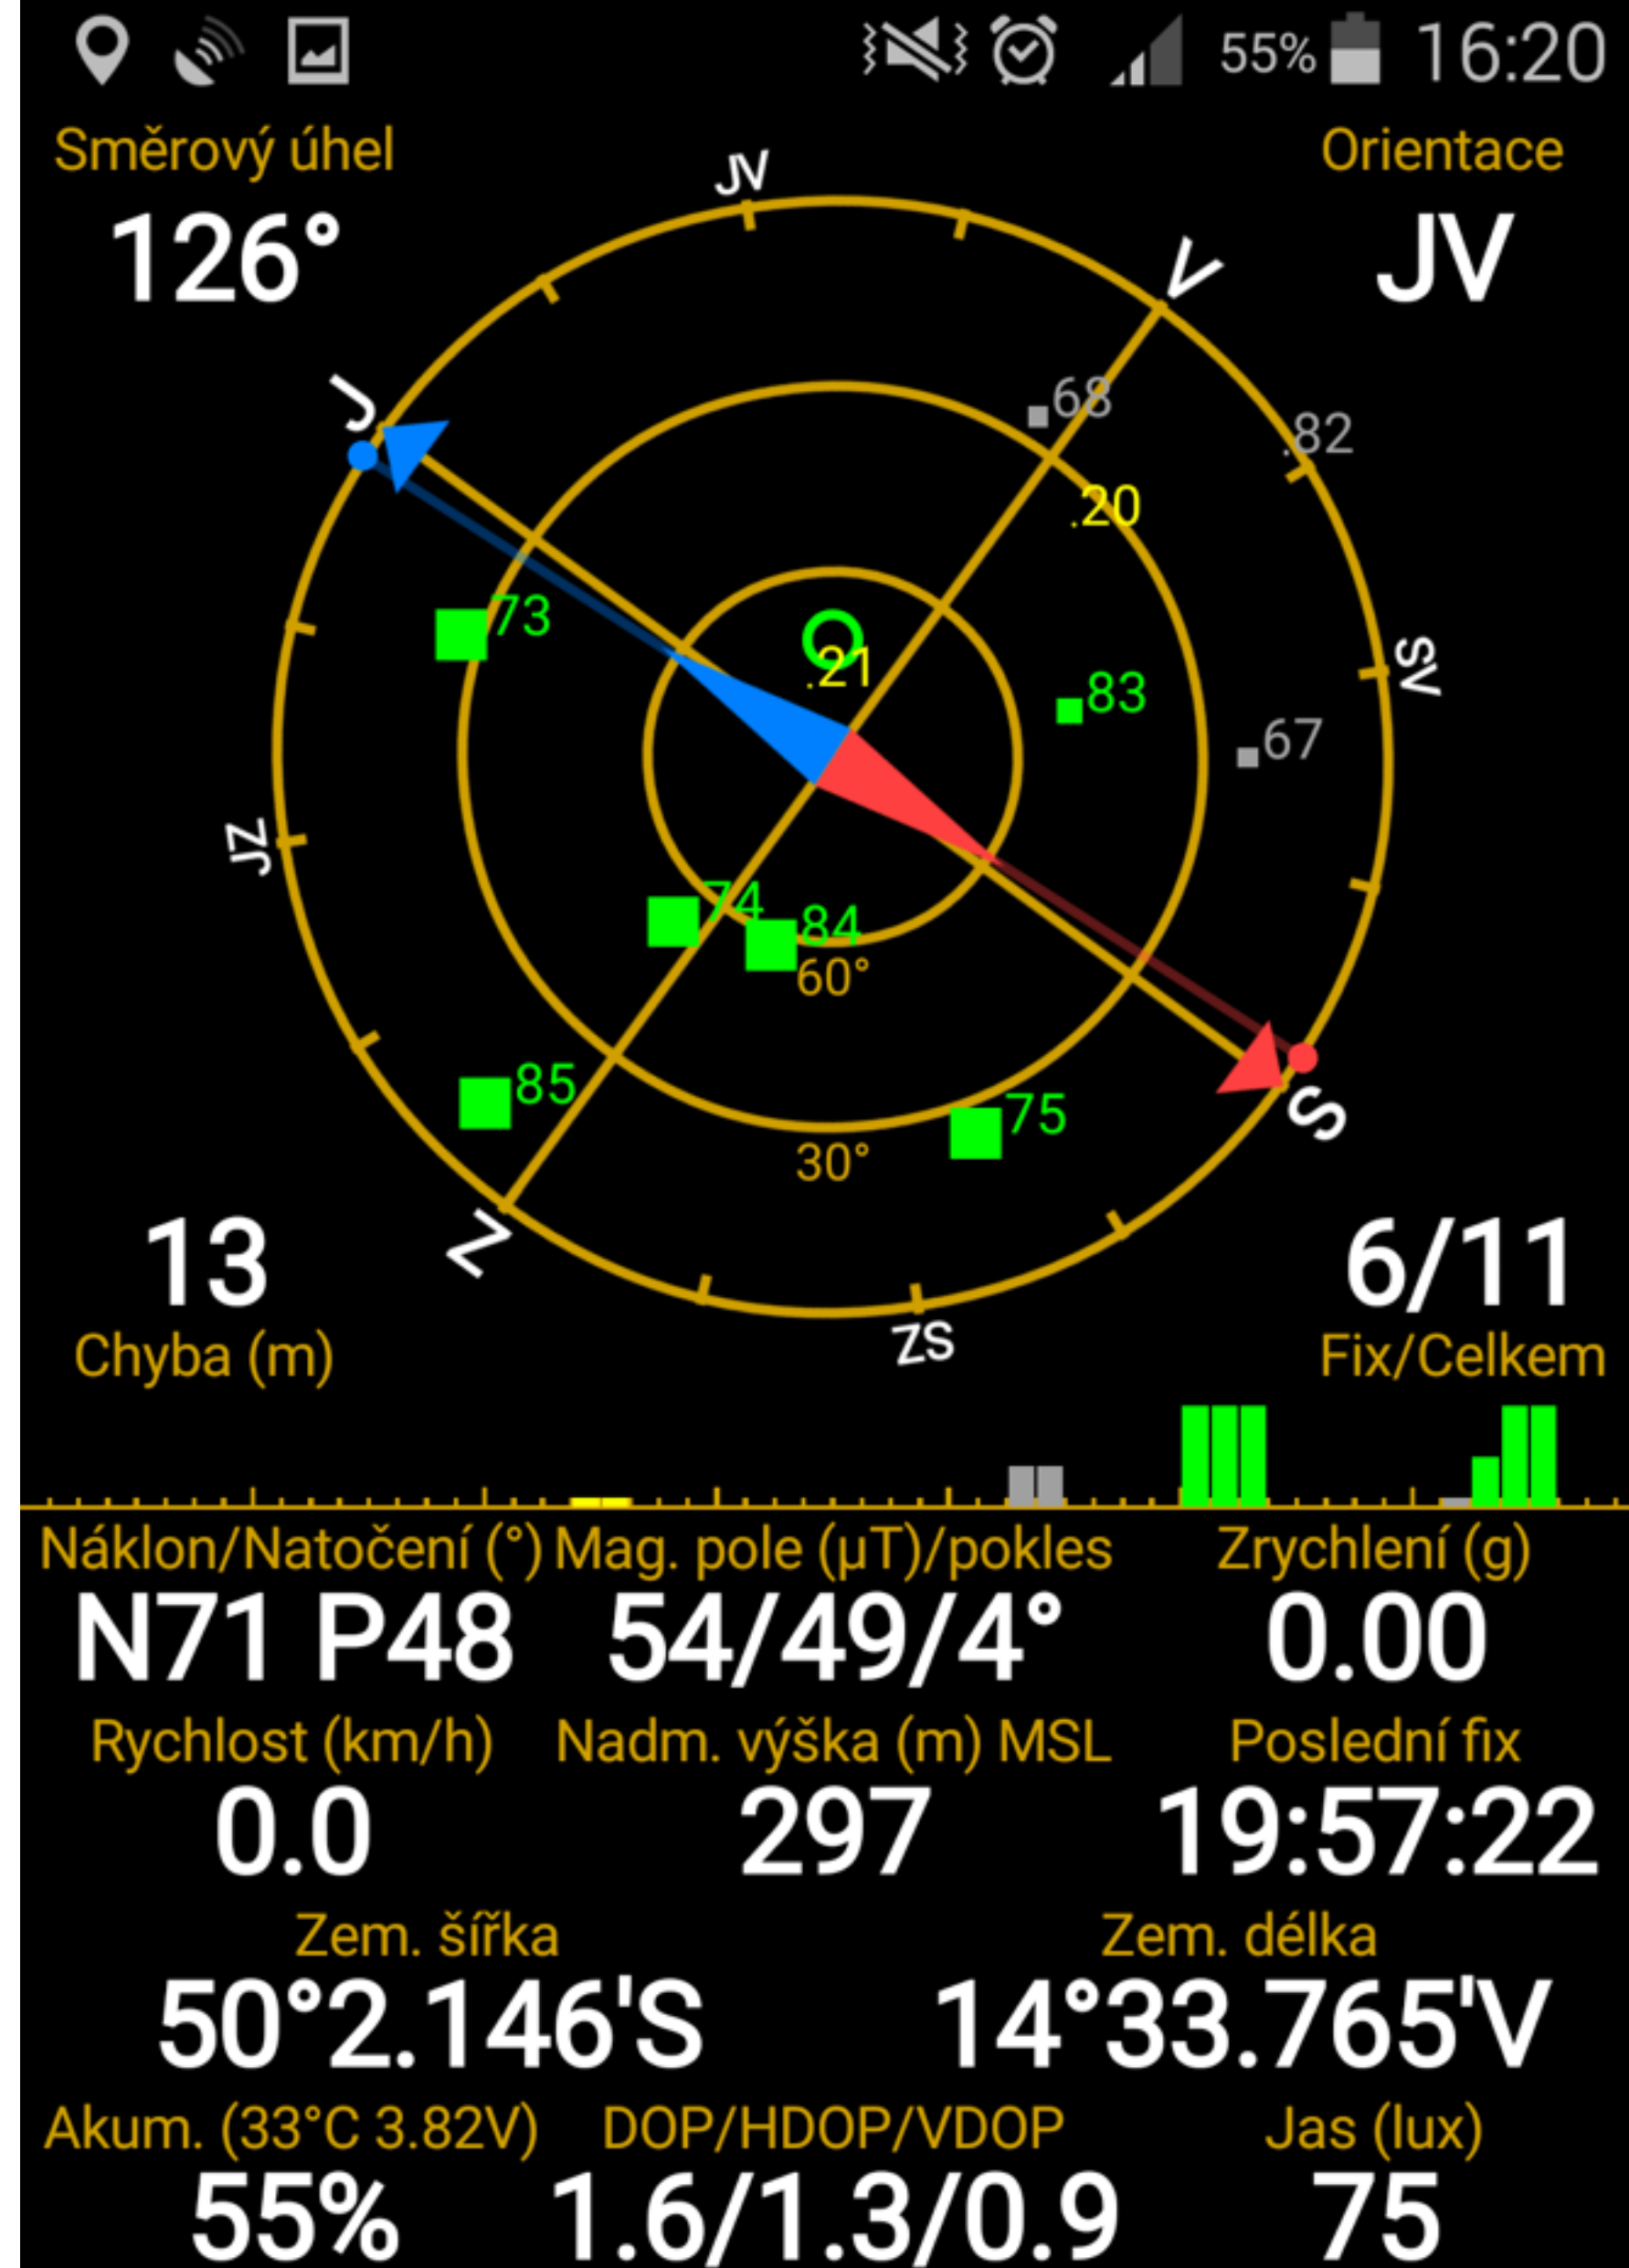 55% 16:20
Směrový úhel
Orientace
126°
JV
JV
V
J
68
.82
.20
73
.21
83
SV
67
JZ
74
84
60°
85
75
30°
S
Z
ZS
13
6/11
Chyba (m)
Fix/Celkem
Náklon/Natočení (°) Mag. pole (µT)/pokles Zrychlení (g)
N71 P48 54/49/4° 0.00
Rychlost (km/h) Nadm. výška (m) MSL Poslední fix
0.0 297 19:57:22
Zem. šířka Zem. délka
50°2.146'S 14°33.765'V
Akum. (33°C 3.82V) DOP/HDOP/VDOP Jas (lux)
55% 1.6/1.3/0.9 75